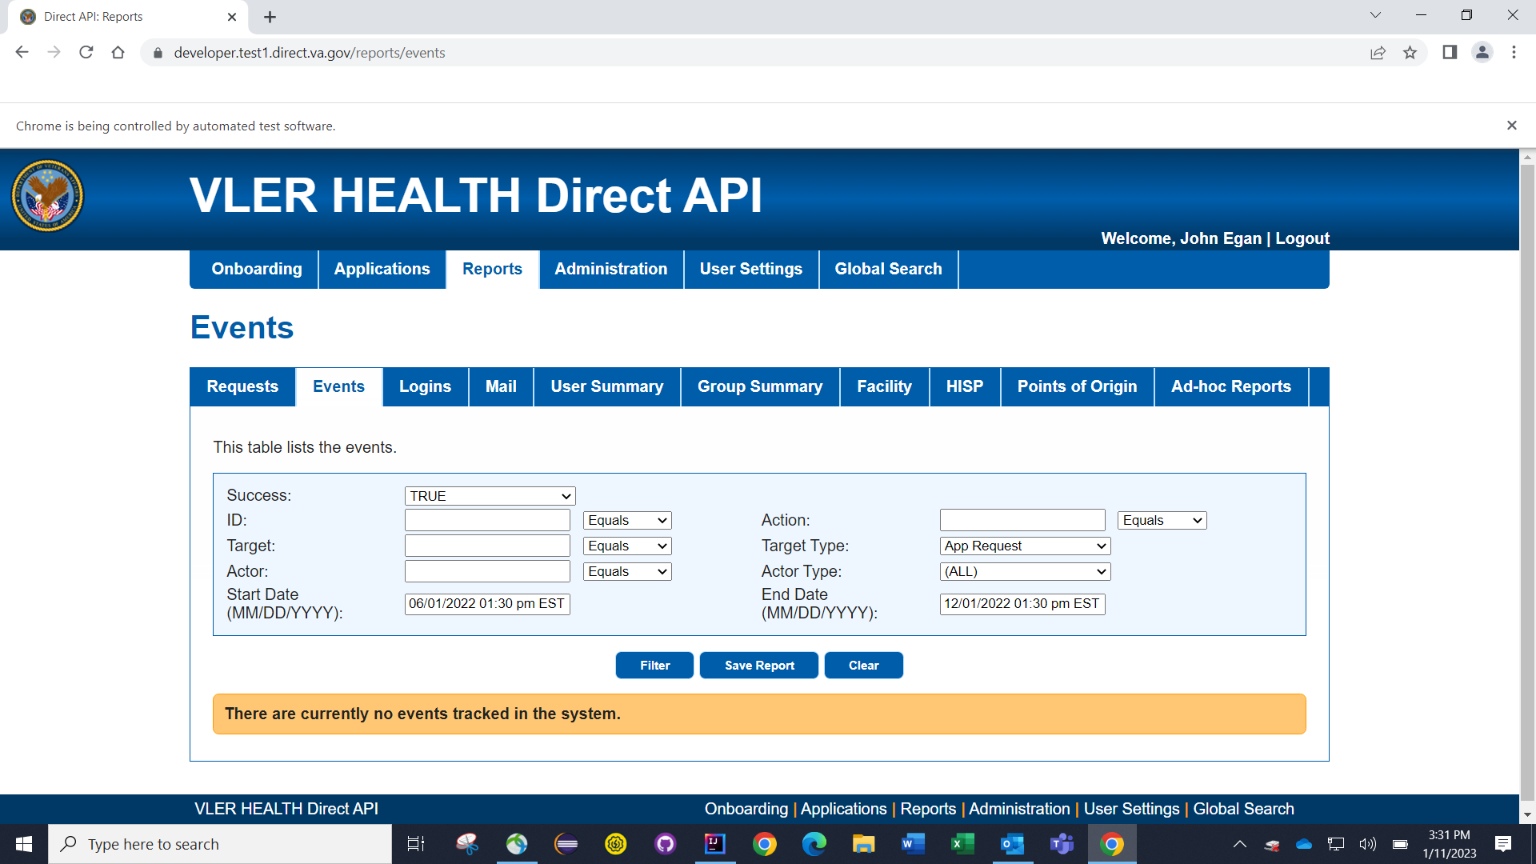 Direct API: Reports
developer.test1.direct.va.gov/reports/events
Chrome is being controlled by automated test software.
VLER HEALTH Direct API
Welcome, John Egan | Logout
Onboarding Applications Reports Administration User Settings Global Search
Events
Requests Events Logins Mail User Summary Group Summary Facility HISP Points of Origin Ad-hoc Reports
This table lists the events.
Success: TRUE
ID: Equals Action: Equals
Target: Equals Target Type: App Request
Actor: Equals Actor Type: (ALL)
Start Date End Date
(MM/DD/YYYY): 06/01/2022 01:30 pm EST (MM/DD/YYYY): 12/01/2022 01:30 pm EST
Filter Save Report Clear
There are currently no events tracked in the system.
VLER HEALTH Direct API Onboarding | Applications | Reports | Administration | User Settings | Global Search
Type here to search
3:31 PM
1/11/2023